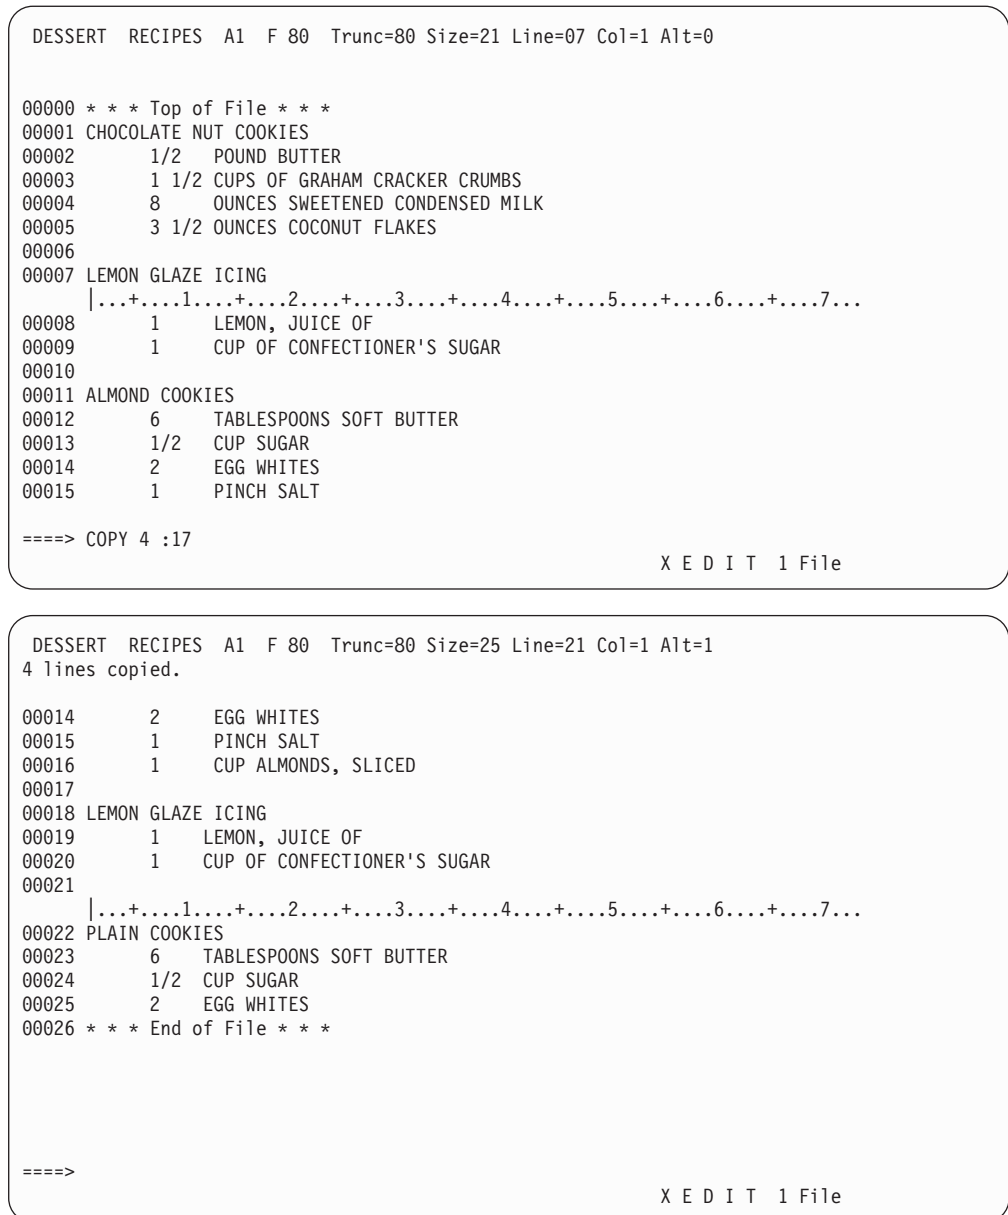 DESSERT  RECIPES  A1  F 80  Trunc=80 Size=21 Line=07 Col=1 Alt=0
00000 * * * Top of File * * *
00001 CHOCOLATE NUT COOKIES
00002       1/2   POUND BUTTER
00003       1 1/2 CUPS OF GRAHAM CRACKER CRUMBS
00004       8     OUNCES SWEETENED CONDENSED MILK
00005       3 1/2 OUNCES COCONUT FLAKES
00006
00007 LEMON GLAZE ICING
      |...+....1....+....2....+....3....+....4....+....5....+....6....+....7...
00008       1     LEMON, JUICE OF
00009       1     CUP OF CONFECTIONER'S SUGAR
00010
00011 ALMOND COOKIES
00012       6     TABLESPOONS SOFT BUTTER
00013       1/2   CUP SUGAR
00014       2     EGG WHITES
00015       1     PINCH SALT
====> COPY 4 :17
X E D I T  1 File
DESSERT  RECIPES  A1  F 80  Trunc=80 Size=25 Line=21 Col=1 Alt=1
4 lines copied.
00014       2     EGG WHITES
00015       1     PINCH SALT
00016       1     CUP ALMONDS, SLICED
00017
00018 LEMON GLAZE ICING
00019       1    LEMON, JUICE OF
00020       1    CUP OF CONFECTIONER'S SUGAR
00021
      |...+....1....+....2....+....3....+....4....+....5....+....6....+....7...
00022 PLAIN COOKIES
00023       6    TABLESPOONS SOFT BUTTER
00024       1/2  CUP SUGAR
00025       2    EGG WHITES
00026 * * * End of File * * *
====>
X E D I T  1 File